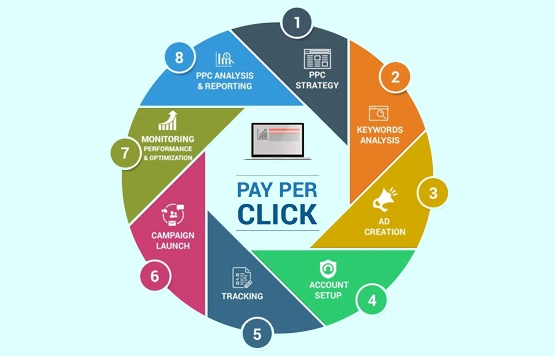 1
PPC
STRATEGY
2
KEYWORDS
ANALYSIS
3
AD
CREATION
4
ACCOUNT
SETUP
5
TRACKING
6
CAMPAIGN
LAUNCH
7
MONITORING
PERFORMANCE
& OPTIMIZATION
8
PPC ANALYSIS
& REPORTING
PAY PER
CLICK